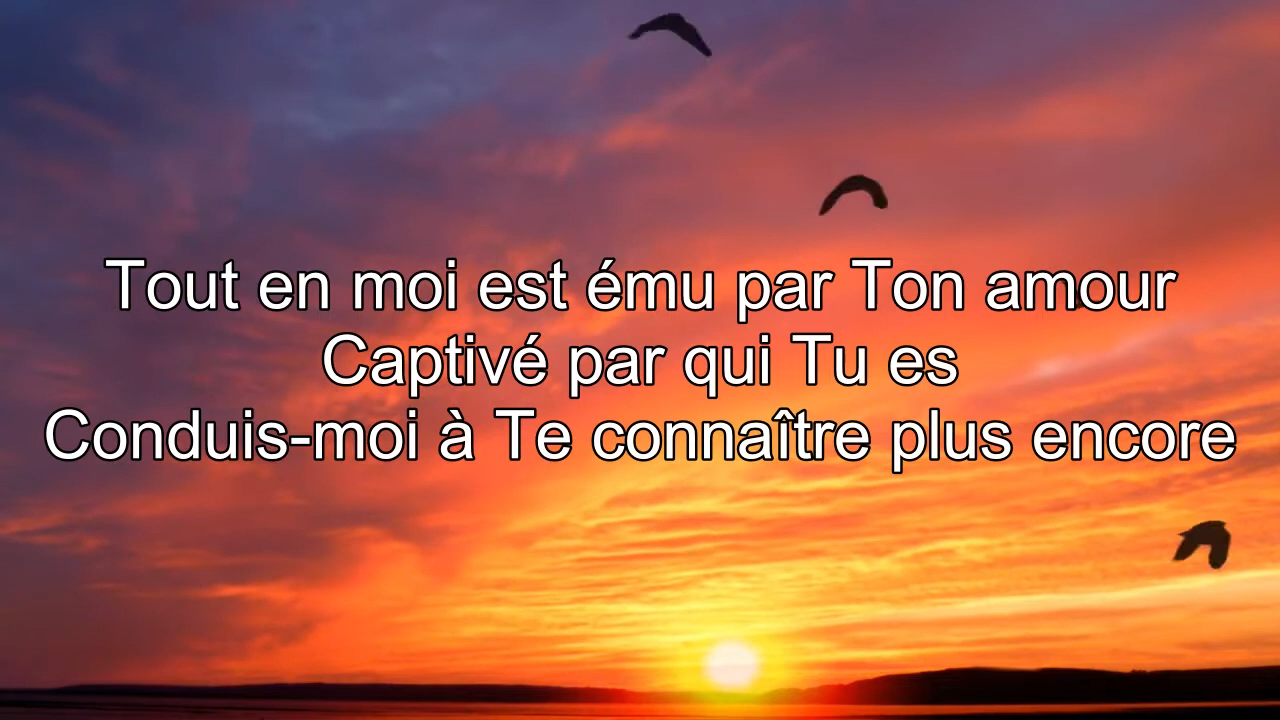 Tout en moi est ému par Ton amour
Captivé par qui Tu es
Conduis-moi à Te connaître plus encore